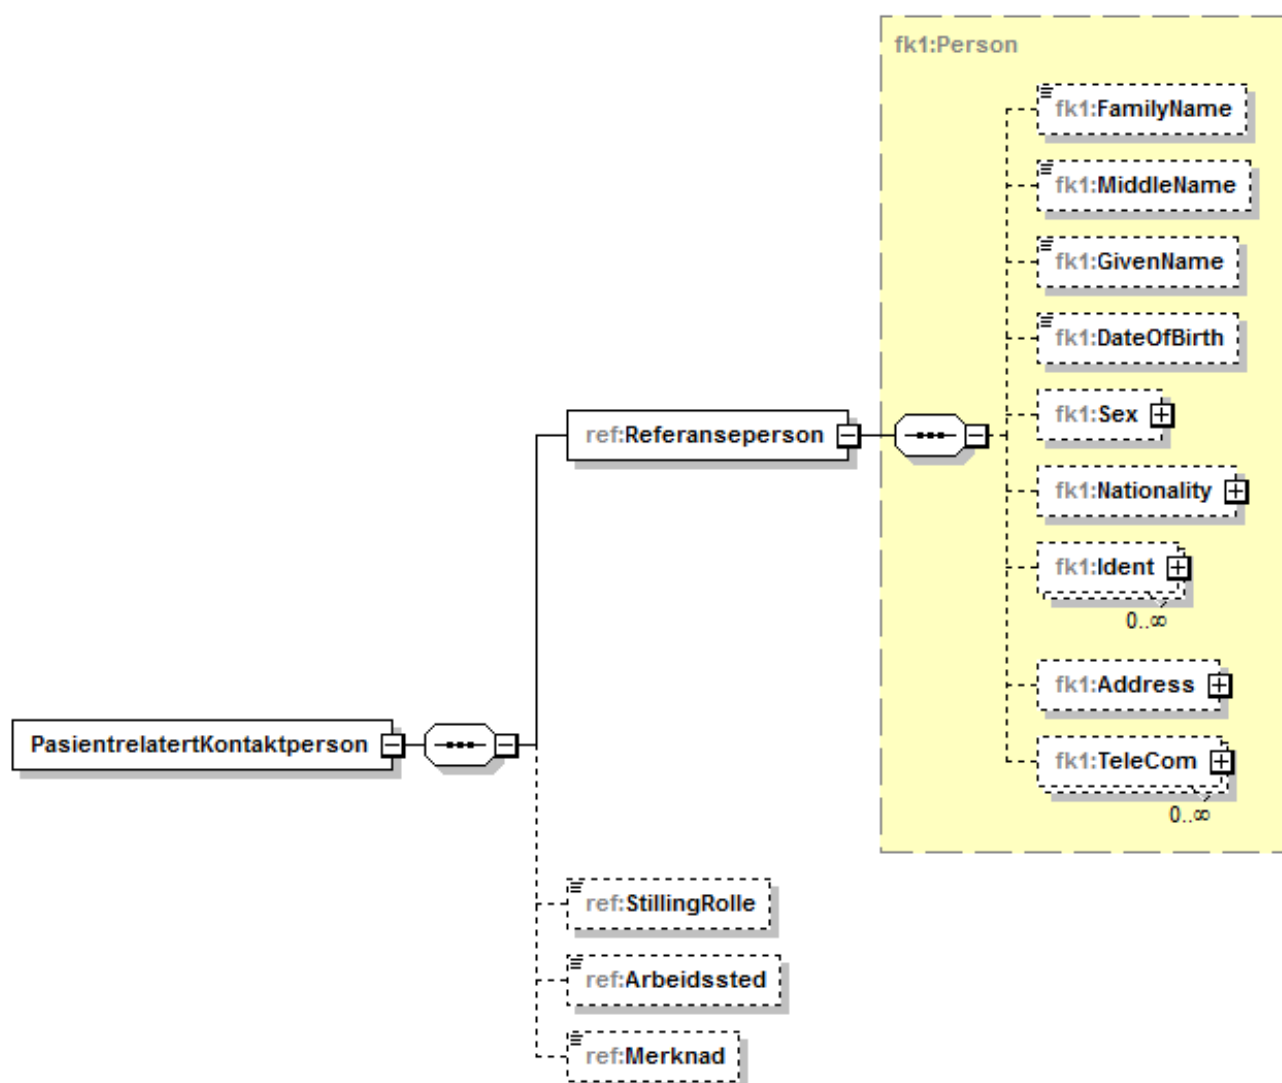 fk1:Person
fk1:FamilyName
fk1:MiddleName
fk1:GivenName
fk1:DateOfBirth
fk1:Sex
ref:Referanseperson
fk1:Nationality
fk1:Ident
0..∞
fk1:Address
PasientrelatertKontaktperson
fk1:TeleCom
0..∞
ref:StillingRolle
ref:Arbeidssted
ref:Merknad